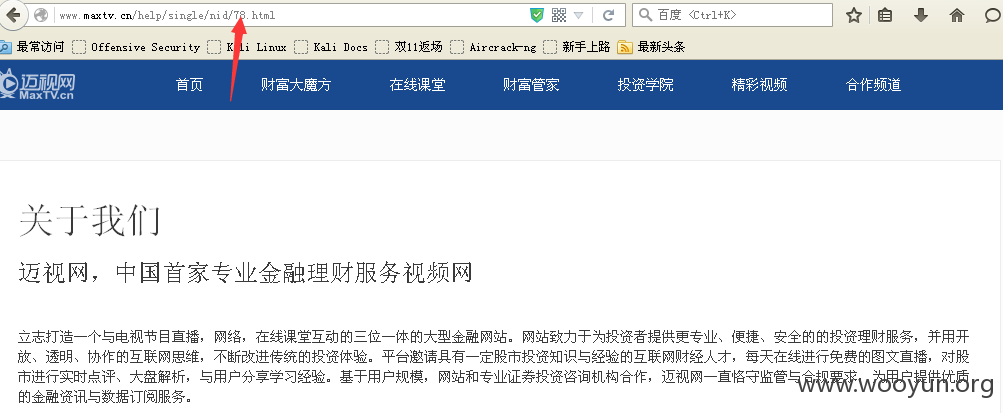 www.maxtv.cn/help/single/nid/78.html
百度 <Ctrl+K>
最常访问 Offensive Security Kali Linux Kali Docs 双11返场 Aircrack-ng 新手上路 最新头条
迈视网
MaxTV.cn
首页 财富大魔方 在线课堂 财富管家 投资学院 精彩视频 合作频道
关于我们
迈视网，中国首家专业金融理财服务视频网
立志打造一个与电视节目直播，网络，在线课堂互动的三位一体的大型金融网站。网站致力于为投资者提供更专业、便捷、安全的的投资理财服务，并用开
放、透明、协作的互联网思维，不断改进传统的投资体验。平台邀请具有一定股市投资知识与经验的互联网财经人才，每天在线进行免费的图文直播，对股
市进行实时点评、大盘解析，与用户分享学习经验。基于用户规模，网站和专业证券投资咨询机构合作，迈视网一直恪守监管与合规要求，为用户提供优质
的金融资讯与数据订阅服务。
www.wooyun.org